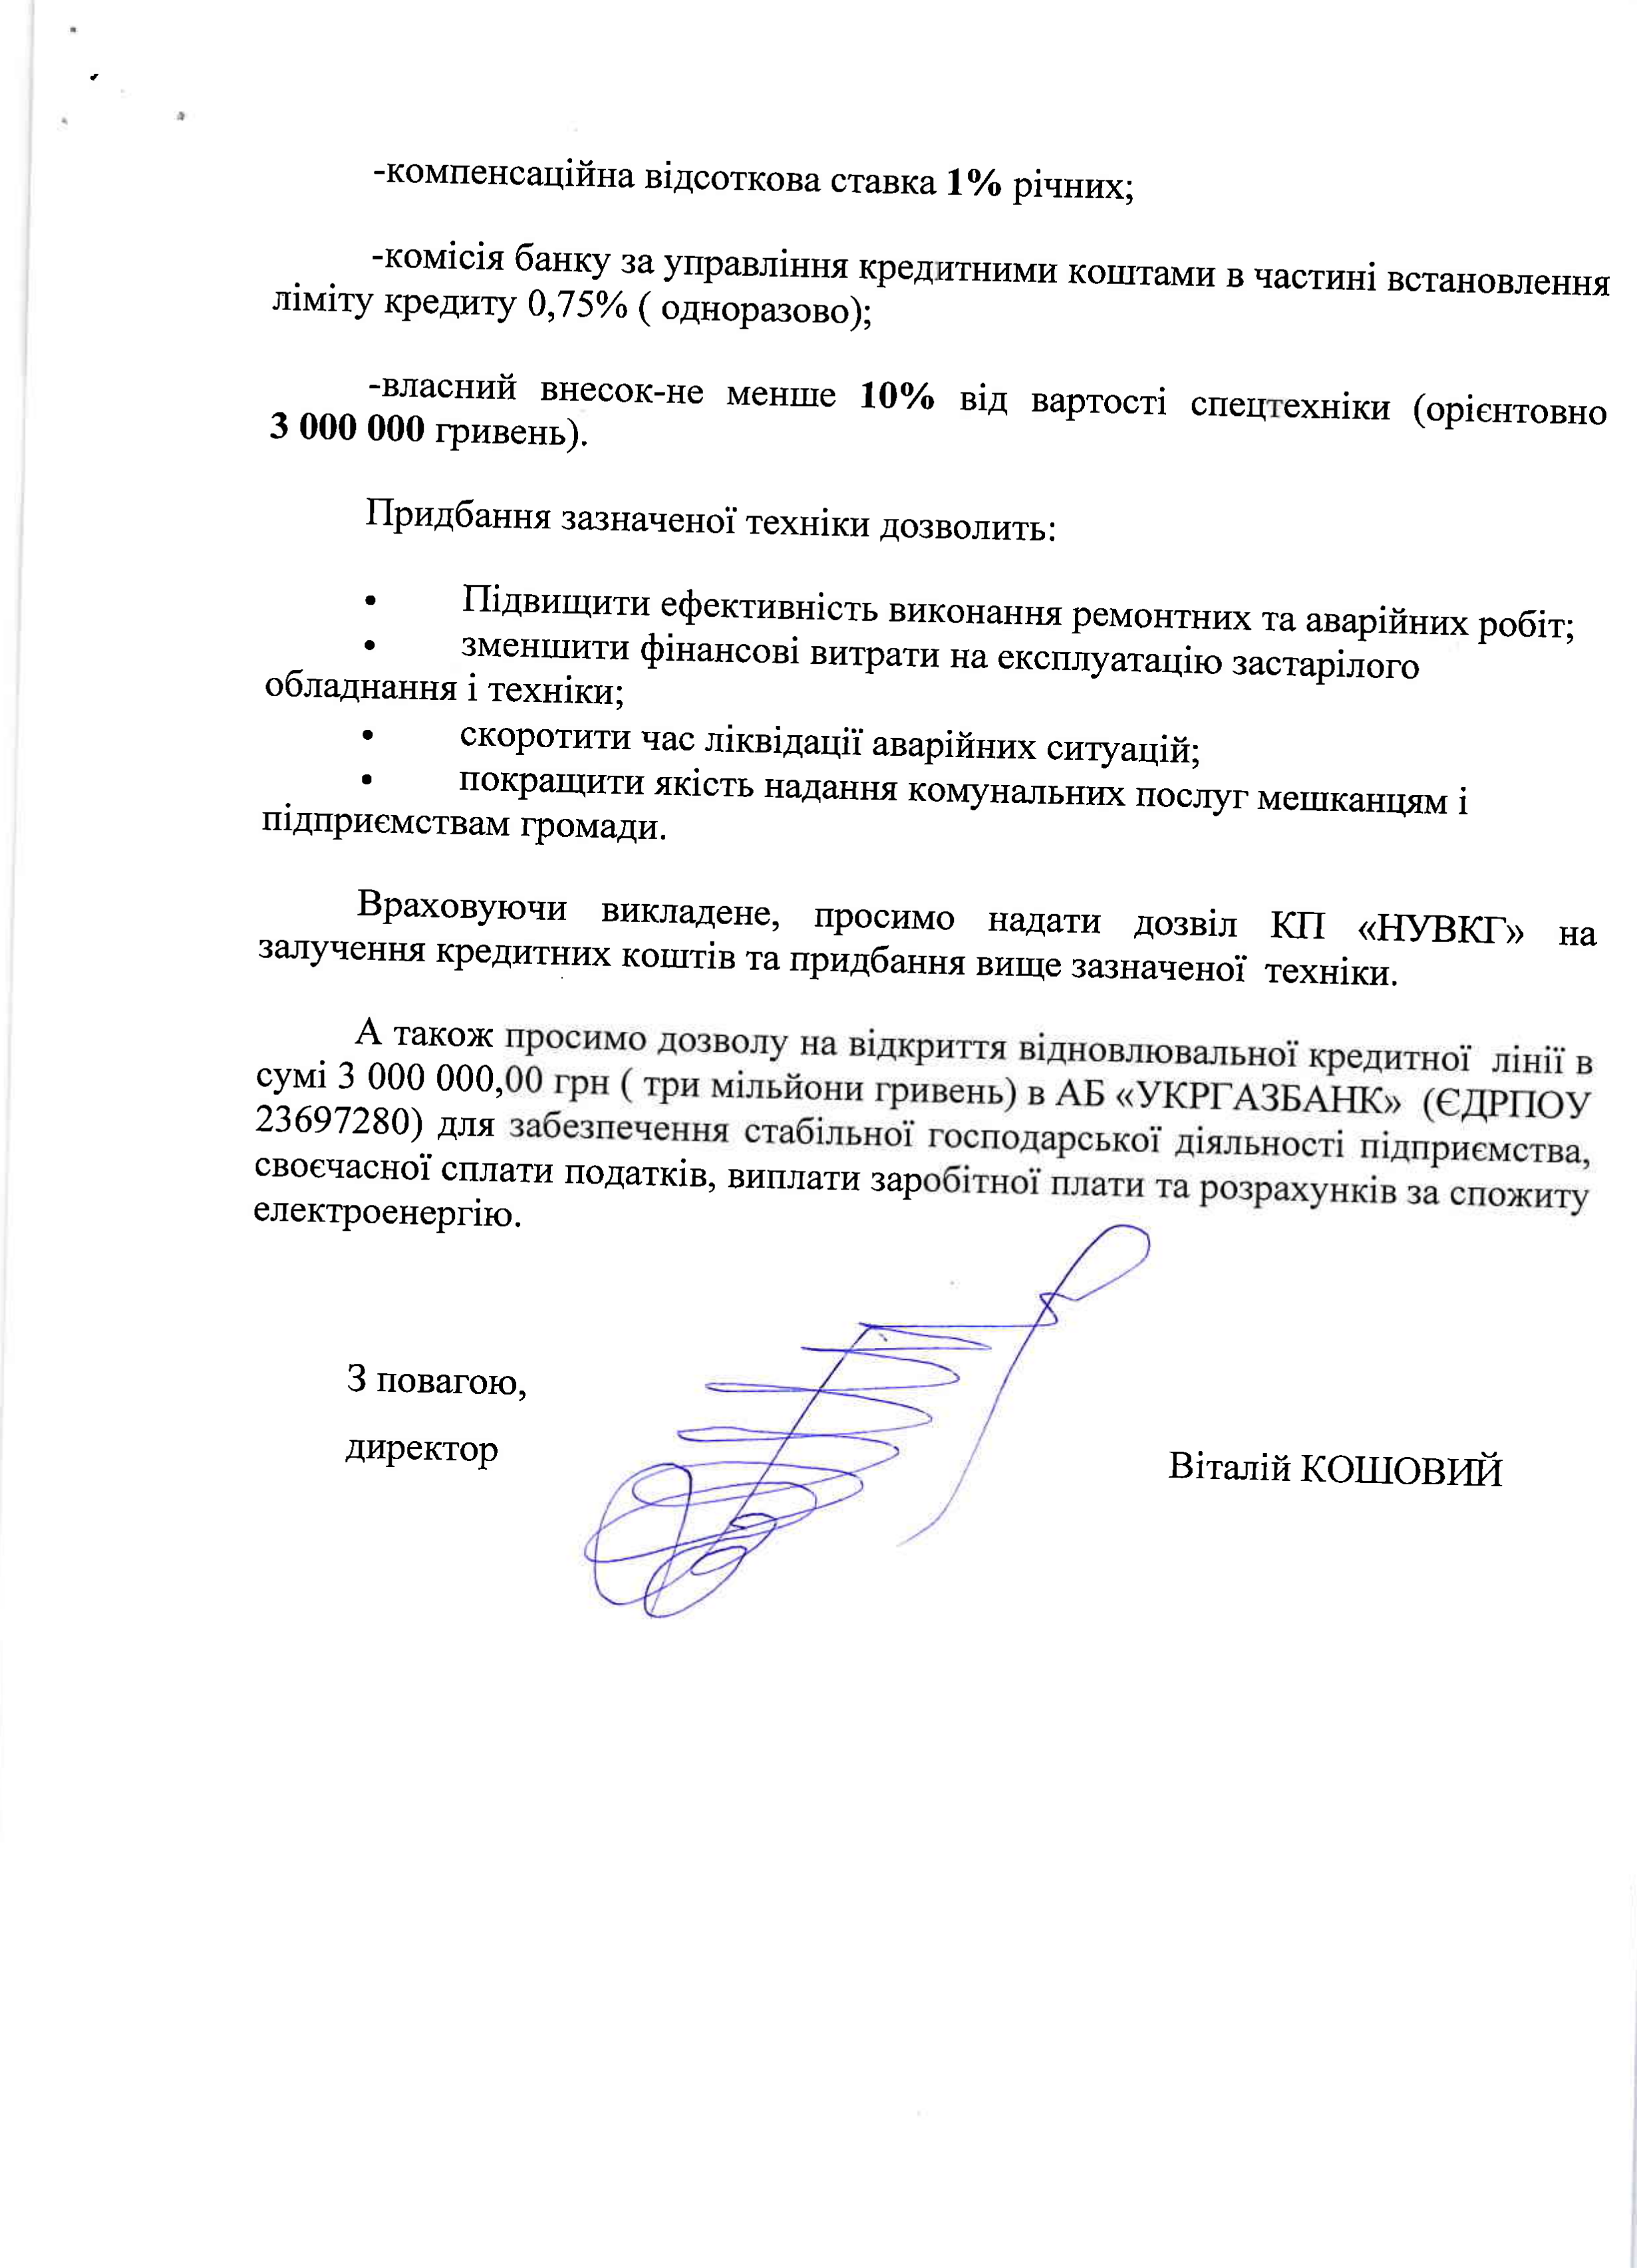 -компенсаційна відсоткова ставка 1% річних;
-комісія банку за управління кредитними коштами в частині встановлення
ліміту кредиту 0,75% ( одноразово);
-власний внесок-не менше 10% від вартості спецтехніки (орієнтовно
3 000 000 гривень).
Придбання зазначеної техніки дозволить:
• Підвищити ефективність виконання ремонтних та аварійних робіт;
• зменшити фінансові витрати на експлуатацію застарілого
обладнання і техніки;
• скоротити час ліквідації аварійних ситуацій;
• покращити якість надання комунальних послуг мешканцям і
підприємствам громади.
Враховуючи викладене, просимо надати дозвіл КП «НУВКГ» на
залучення кредитних коштів та придбання вище зазначеної техніки.
А також просимо дозволу на відкриття відновлювальної кредитної лінії в
сумі 3 000 000,00 грн ( три мільйони гривень) в АБ «УКРГАЗБАНК» (ЄДРПОУ
23697280) для забезпечення стабільної господарської діяльності підприємства,
своєчасної сплати податків, виплати заробітної плати та розрахунків за спожиту
електроенергію.
З повагою,
директор Віталій КОШОВИЙ